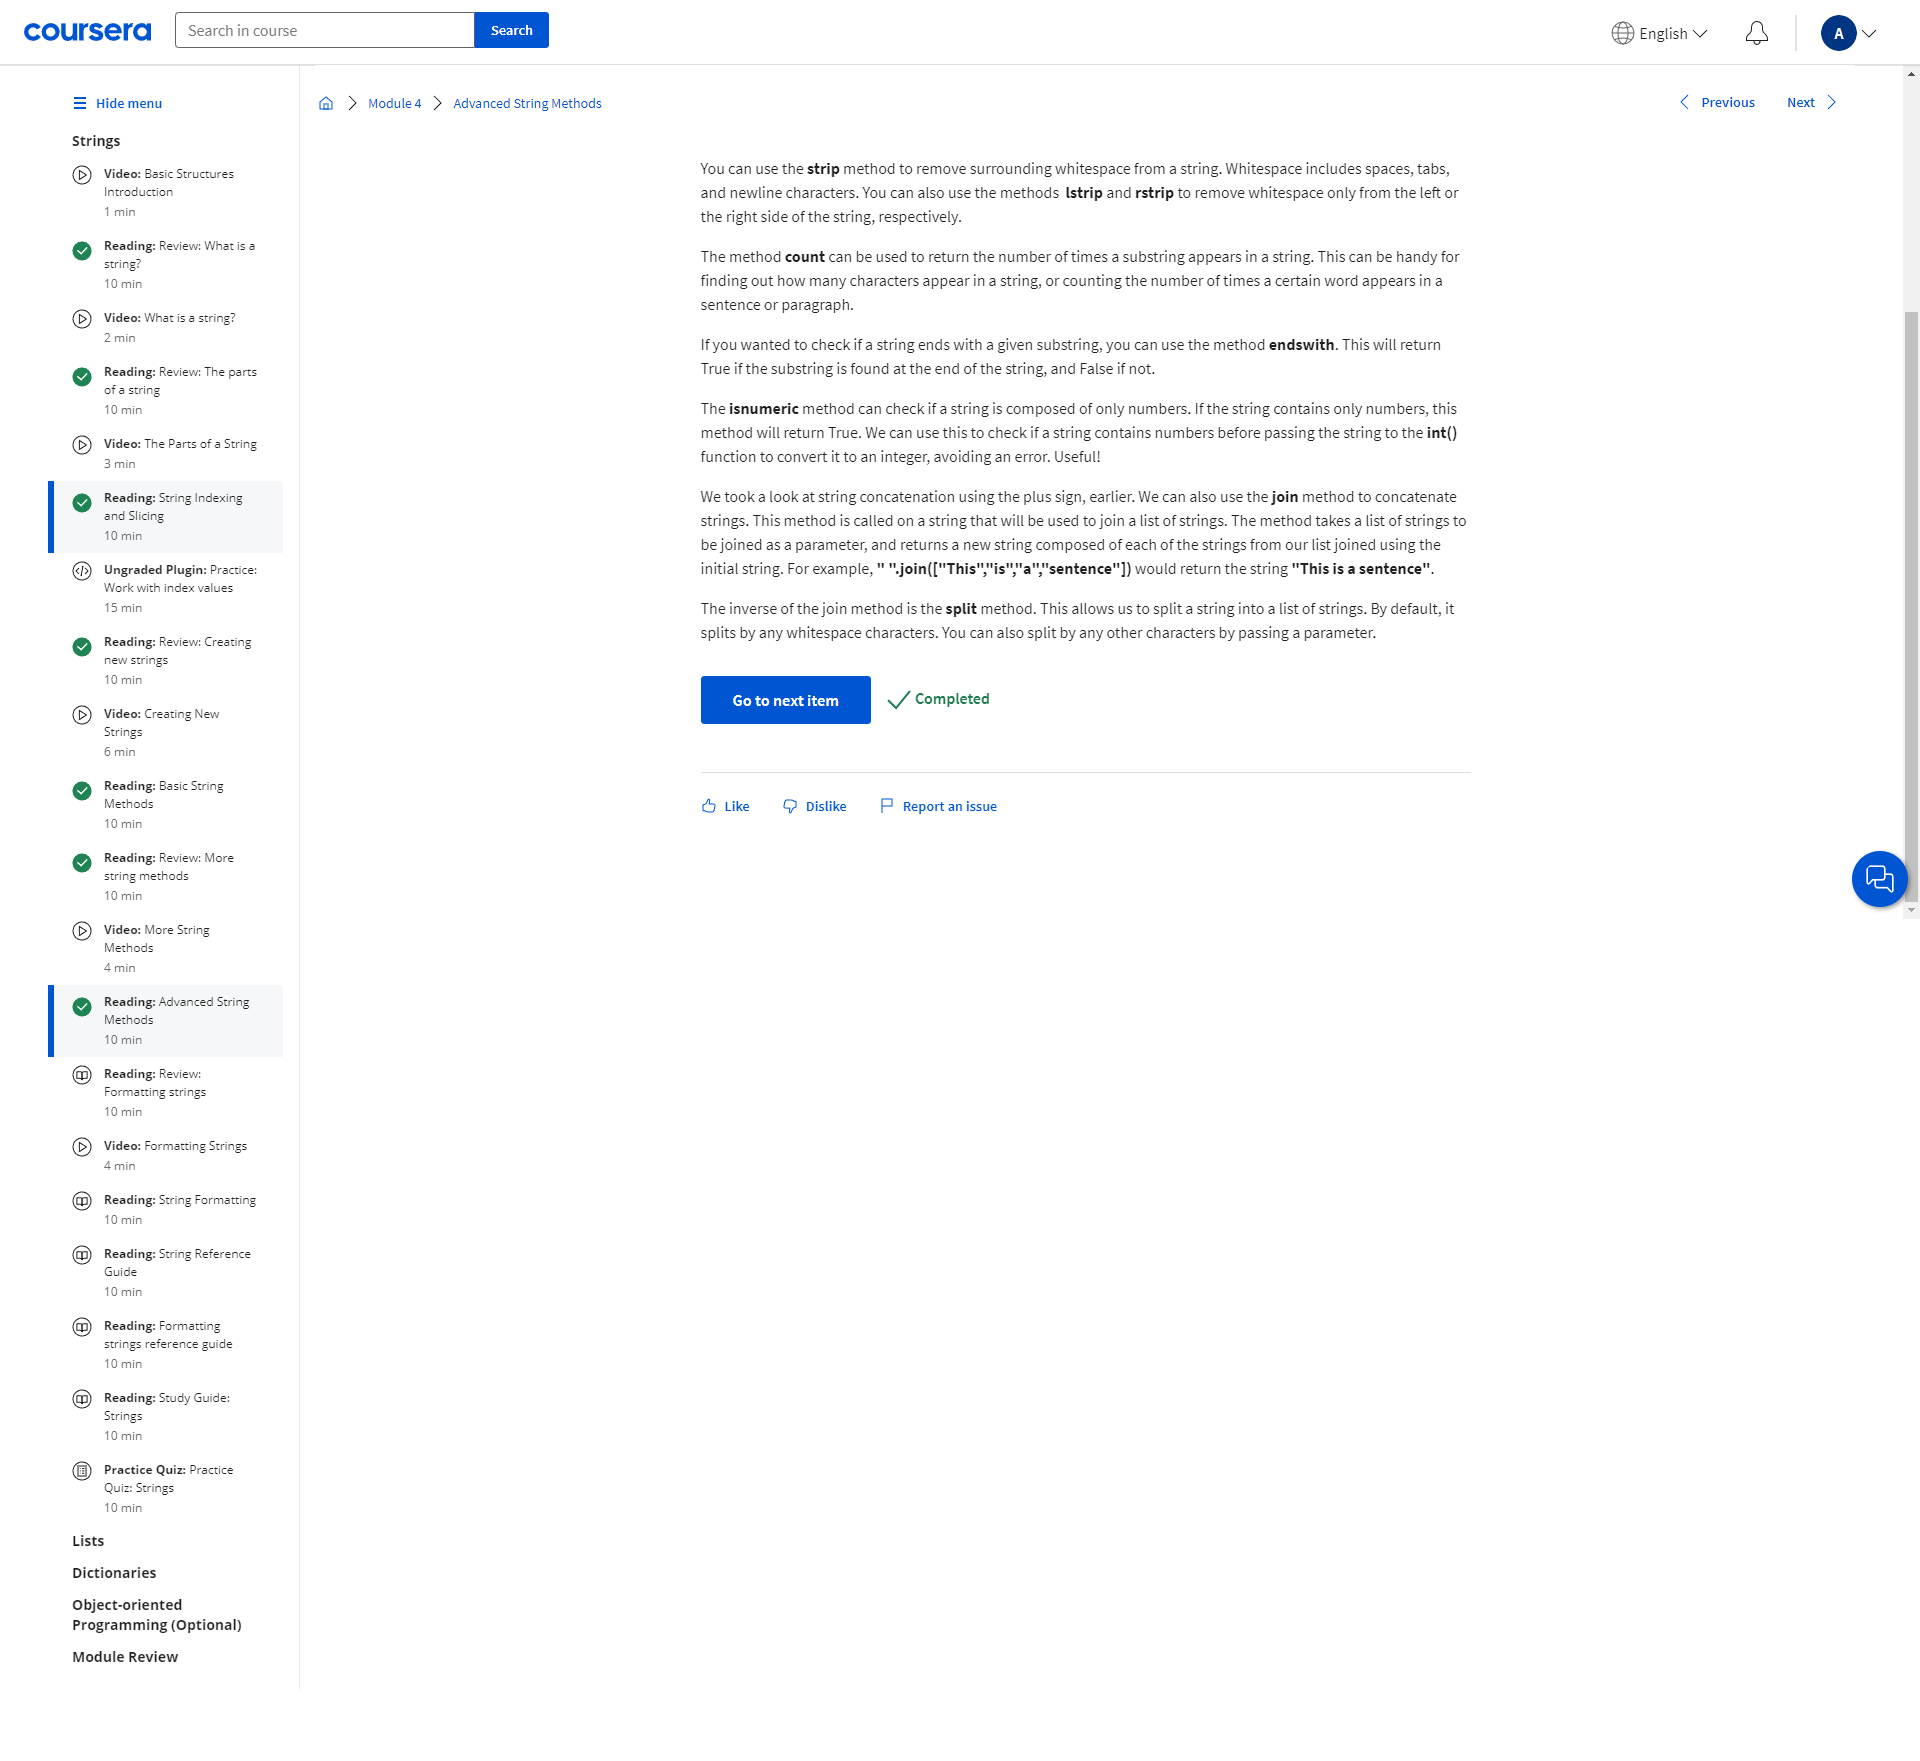 coursera
Search in course
Search
English
A
Hide menu
Strings
Video: Basic Structures
Introduction
1 min
Reading: Review: What is a
string?
10 min
Video: What is a string?
2 min
Reading: Review: The parts
of a string
10 min
Video: The Parts of a String
3 min
Reading: String Indexing
and Slicing
10 min
Ungraded Plugin: Practice:
Work with index values
15 min
Reading: Review: Creating
new strings
10 min
Video: Creating New
Strings
6 min
Reading: Basic String
Methods
10 min
Reading: Review: More
string methods
10 min
Video: More String
Methods
4 min
Reading: Advanced String
Methods
10 min
Reading: Review:
Formatting strings
10 min
Video: Formatting Strings
4 min
Reading: String Formatting
10 min
Reading: String Reference
Guide
10 min
Reading: Formatting
strings reference guide
10 min
Reading: Study Guide:
Strings
10 min
Practice Quiz: Practice
Quiz: Strings
10 min
Lists
Dictionaries
Object-oriented
Programming (Optional)
Module Review
Module 4
Advanced String Methods
Previous
Next
You can use the strip method to remove surrounding whitespace from a string. Whitespace includes spaces, tabs,
and newline characters. You can also use the methods lstrip and rstrip to remove whitespace only from the left or
the right side of the string, respectively.
The method count can be used to return the number of times a substring appears in a string. This can be handy for
finding out how many characters appear in a string, or counting the number of times a certain word appears in a
sentence or paragraph.
If you wanted to check if a string ends with a given substring, you can use the method endswith. This will return
True if the substring is found at the end of the string, and False if not.
The isnumeric method can check if a string is composed of only numbers. If the string contains only numbers, this
method will return True. We can use this to check if a string contains numbers before passing the string to the int()
function to convert it to an integer, avoiding an error. Useful!
We took a look at string concatenation using the plus sign, earlier. We can also use the join method to concatenate
strings. This method is called on a string that will be used to join a list of strings. The method takes a list of strings to
be joined as a parameter, and returns a new string composed of each of the strings from our list joined using the
initial string. For example, " ".join(["This","is","a","sentence"]) would return the string "This is a sentence".
The inverse of the join method is the split method. This allows us to split a string into a list of strings. By default, it
splits by any whitespace characters. You can also split by any other characters by passing a parameter.
Go to next item
Completed
Like
Dislike
Report an issue